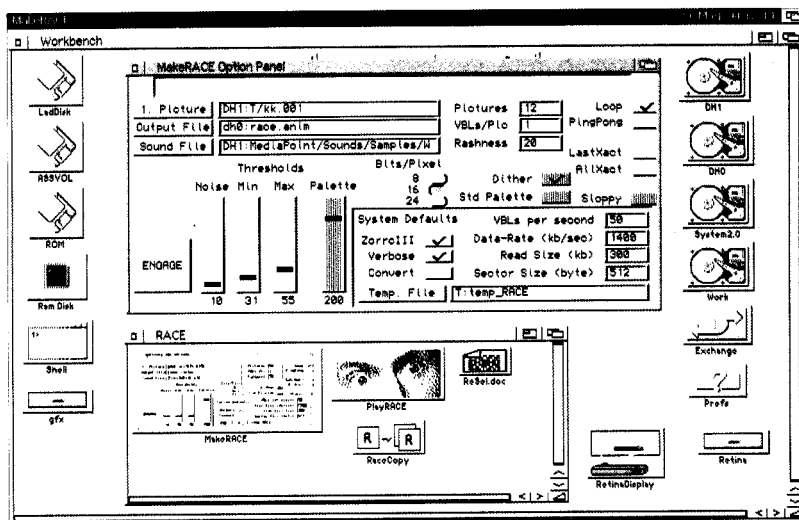 MakeRACE
Workbench
MakeRACE Option Panel
1. Picture DH1:T/kk.001
Output File dh0:race.anim
Sound File DH1:MediaPoint/Sounds/Samples/W
Pictures 12
VBLs/Pic 1
Rashness 20
Loop
PingPong
LastXact
AllXact
Thresholds
Noise Min Max Palette
10 31 55 200
Bits/Pixel
8
16
24
Dither
Std Palette Sloppy
ENGAGE
System Defaults
ZorroIII
Verbose
Convert
VBLs per second 50
Data-Rate (kb/sec) 1400
Read Size (kb) 300
Sector Size (byte) 512
Temp. File T:temp_RACE
LsdDisk
ASSVOL
ROM
Ram Disk
1>
Shell
gfx
DH1
DH0
System2.0
Work
Exchange
Prefs
Retina
RetinaDisplay
RACE
MakeRACE
PlayRACE
ReSel.doc
R~R
RaceCopy